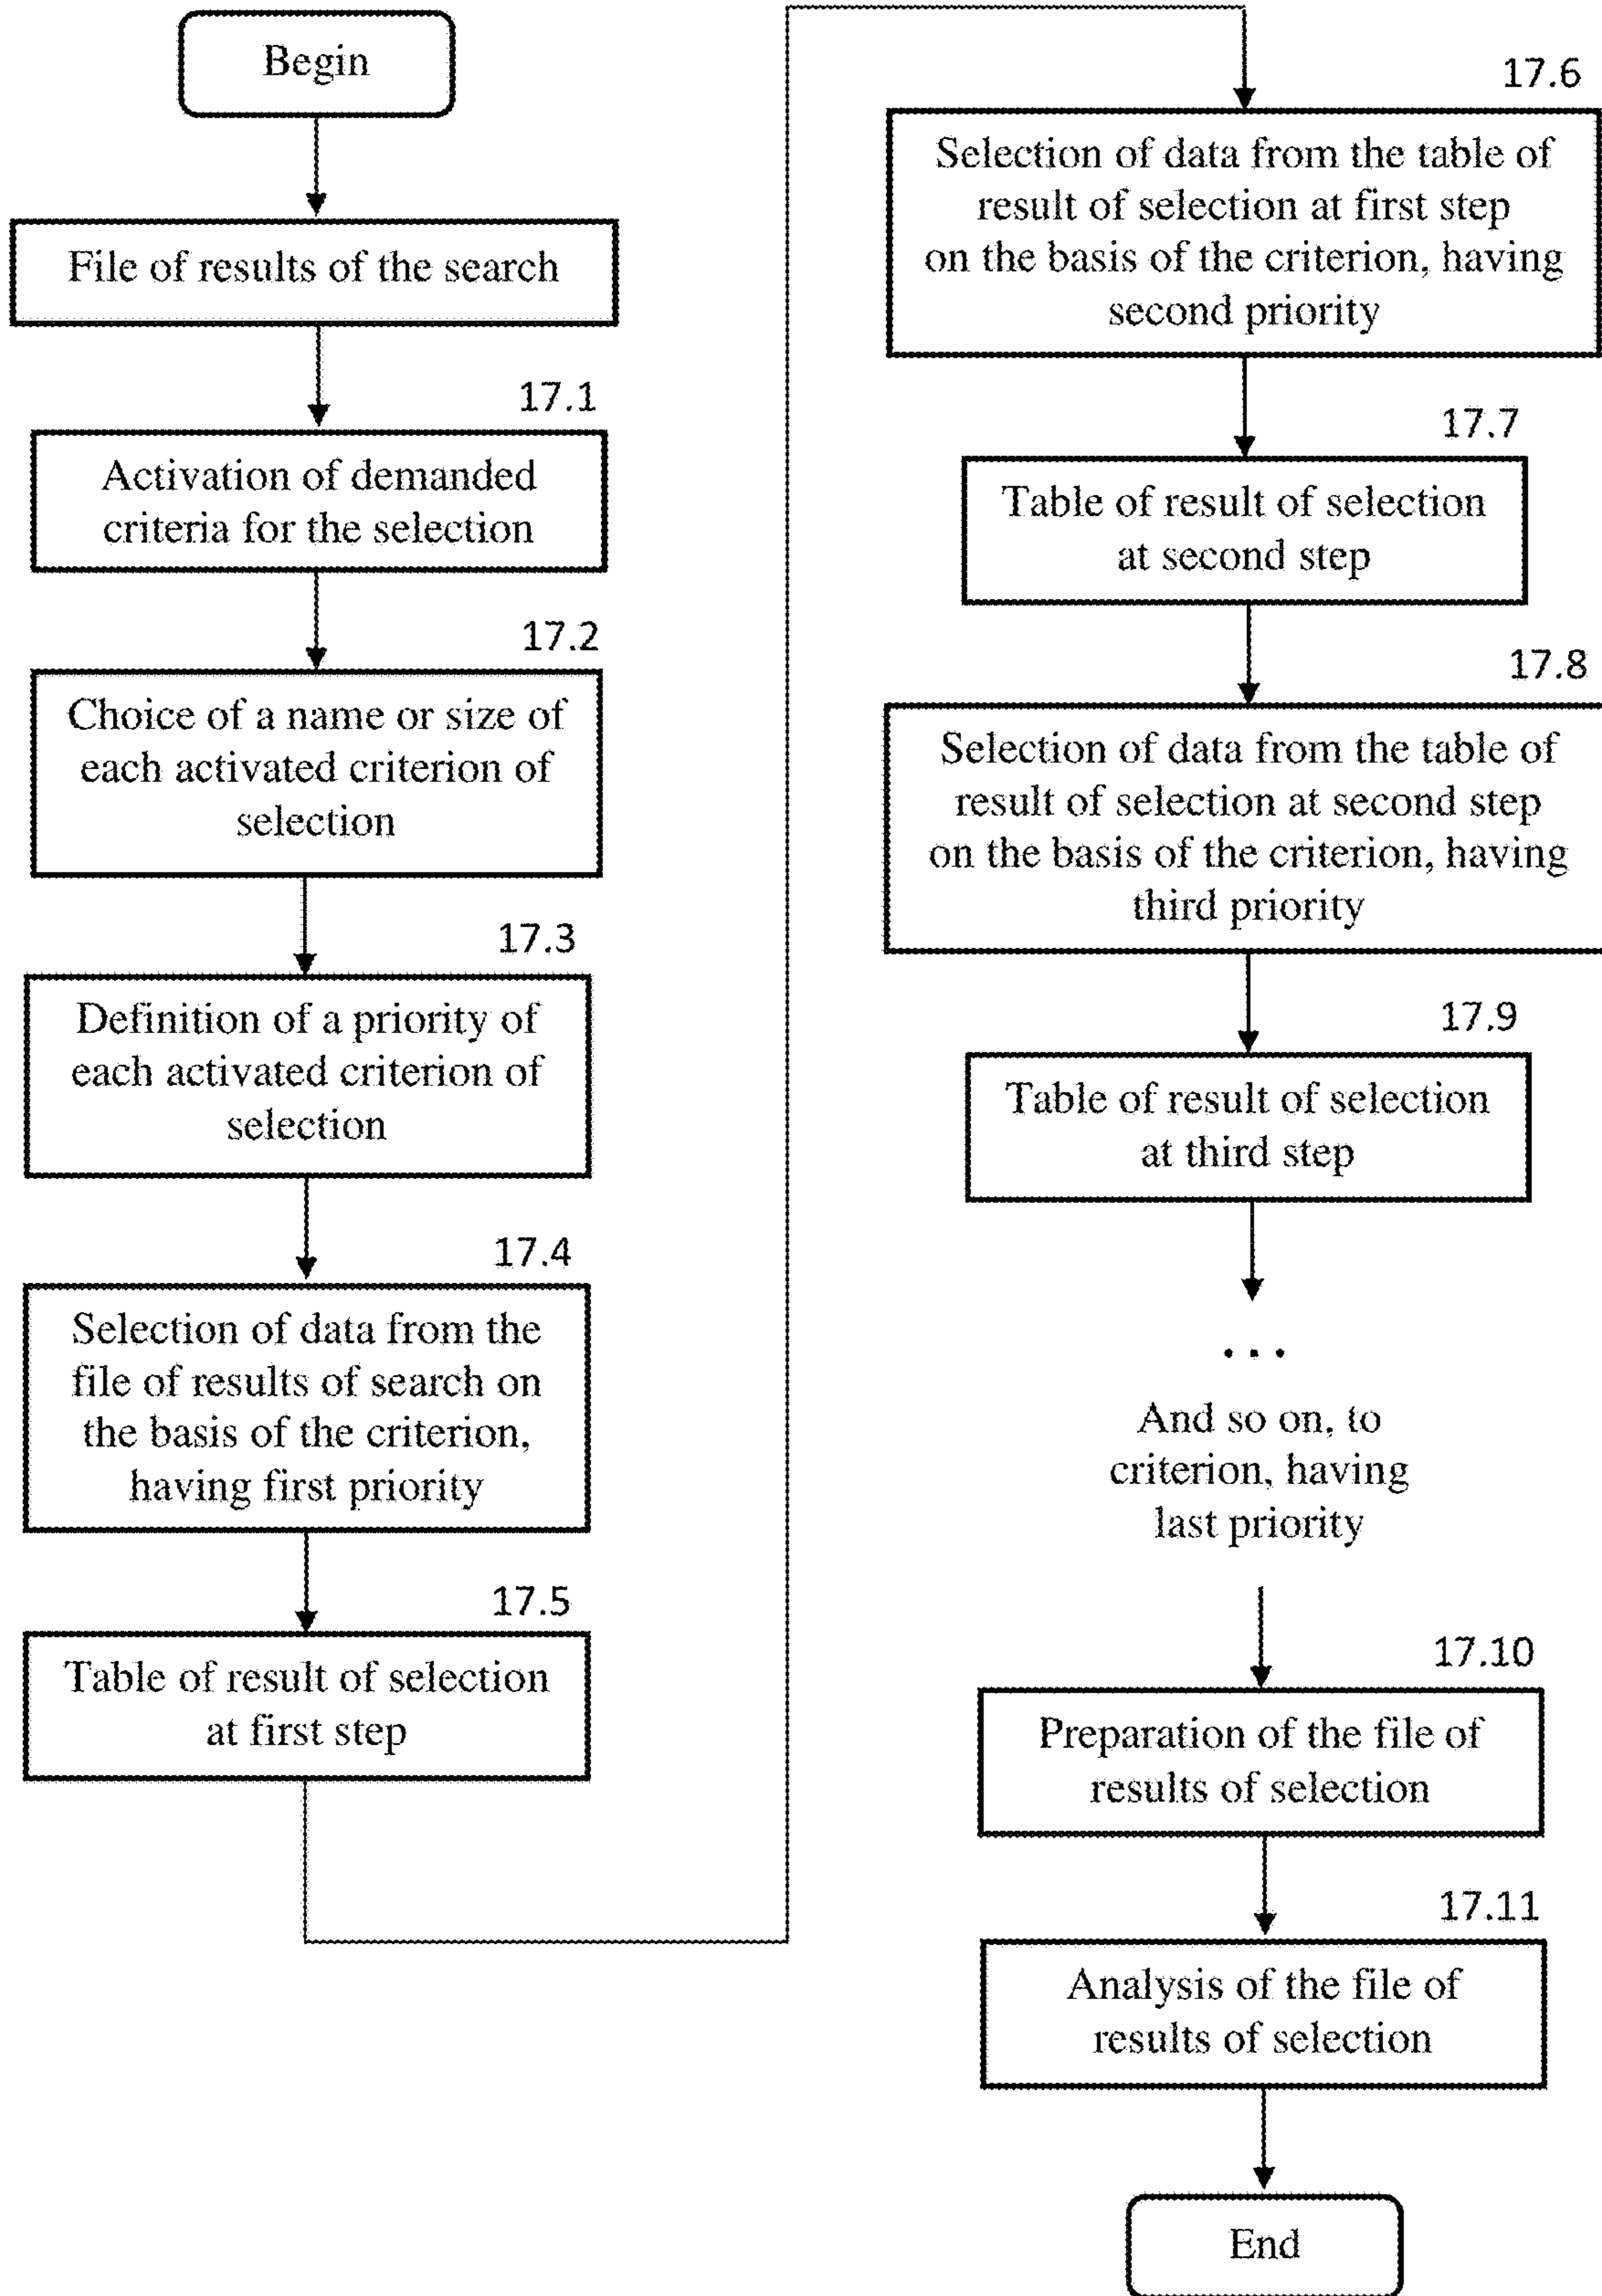 Begin
File of results of the search
17.1
Activation of demanded
criteria for the selection
17.2
Choice of a name or size of
each activated criterion of
selection
17.3
Definition of a priority of
each activated criterion of
selection
17.4
Selection of data from the
file of results of search on
the basis of the criterion,
having first priority
17.5
Table of result of selection
at first step
17.6
Selection of data from the table of
result of selection at first step
on the basis of the criterion, having
second priority
17.7
Table of result of selection
at second step
17.8
Selection of data from the table of
result of selection at second step
on the basis of the criterion, having
third priority
17.9
Table of result of selection
at third step
...
And so on, to
criterion, having
last priority
17.10
Preparation of the file of
results of selection
17.11
Analysis of the file of
results of selection
End